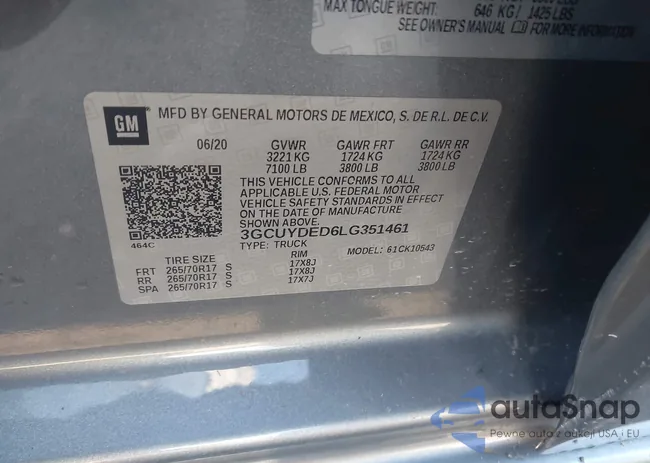 MAX TONGUE WEIGHT:
646 KG/ 1425 LBS
SEE OWNER'S MANUAL FOR MORE INFORMATION
GM
MFD BY GENERAL MOTORS DE MEXICO, S. DE R.L. DE C.V.
06/20 GVWR GAWR FRT GAWR RR
3221 KG 1724 KG 1724 KG
7100 LB 3800 LB 3800 LB
THIS VEHICLE CONFORMS TO ALL
APPLICABLE U.S. FEDERAL MOTOR
VEHICLE SAFETY STANDARDS IN EFFECT
ON THE DATE OF MANUFACTURE
SHOWN ABOVE.
3GCUYDED6LG351461
464C
TYPE: TRUCK MODEL: 61CK10543
TIRE SIZE RIM
FRT 265/70R17 S 17X8J
RR 265/70R17 S 17X8J
SPA 265/70R17 S 17X7J
autaSnap
Pewne auta z aukcji USA i EU